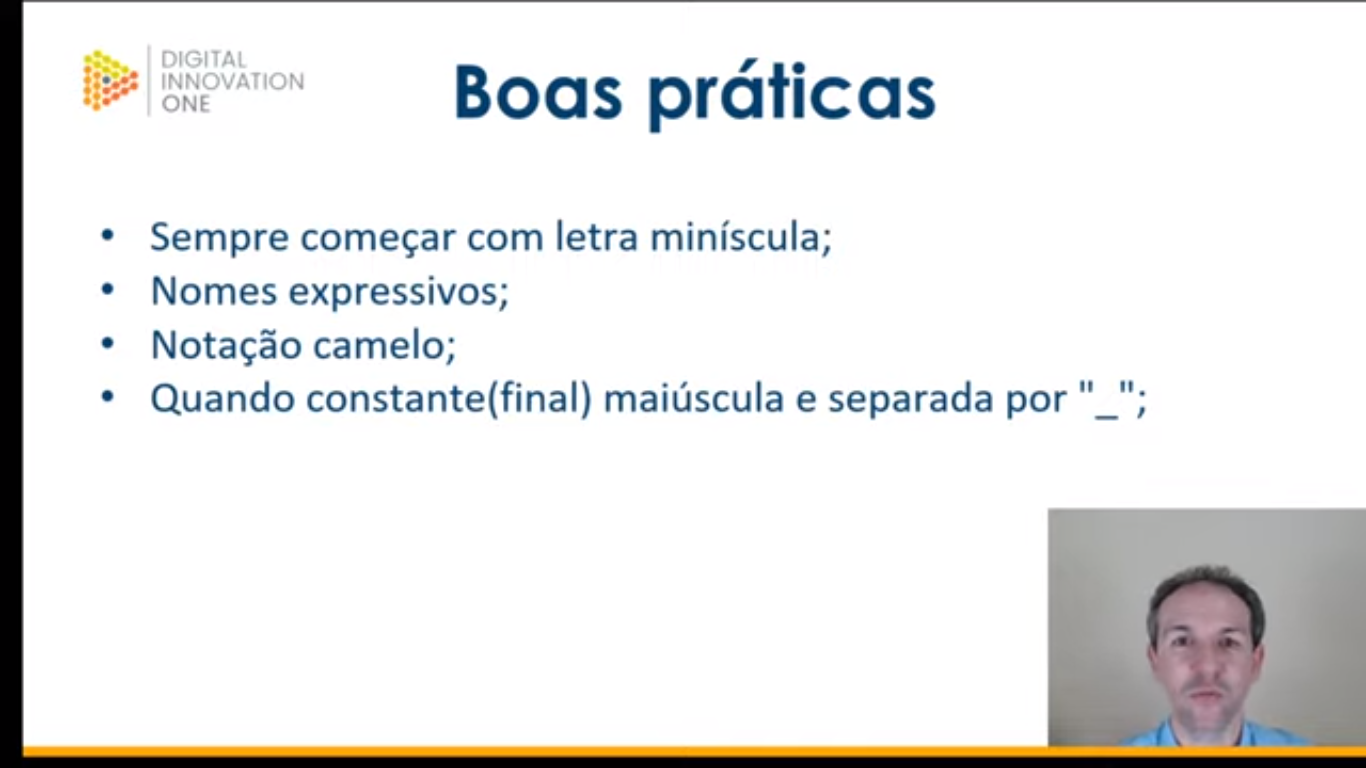 DIGITAL
INNOVATION
ONE
Boas práticas
• Sempre começar com letra miníscula;
• Nomes expressivos;
• Notação camelo;
• Quando constante(final) maiúscula e separada por "_";